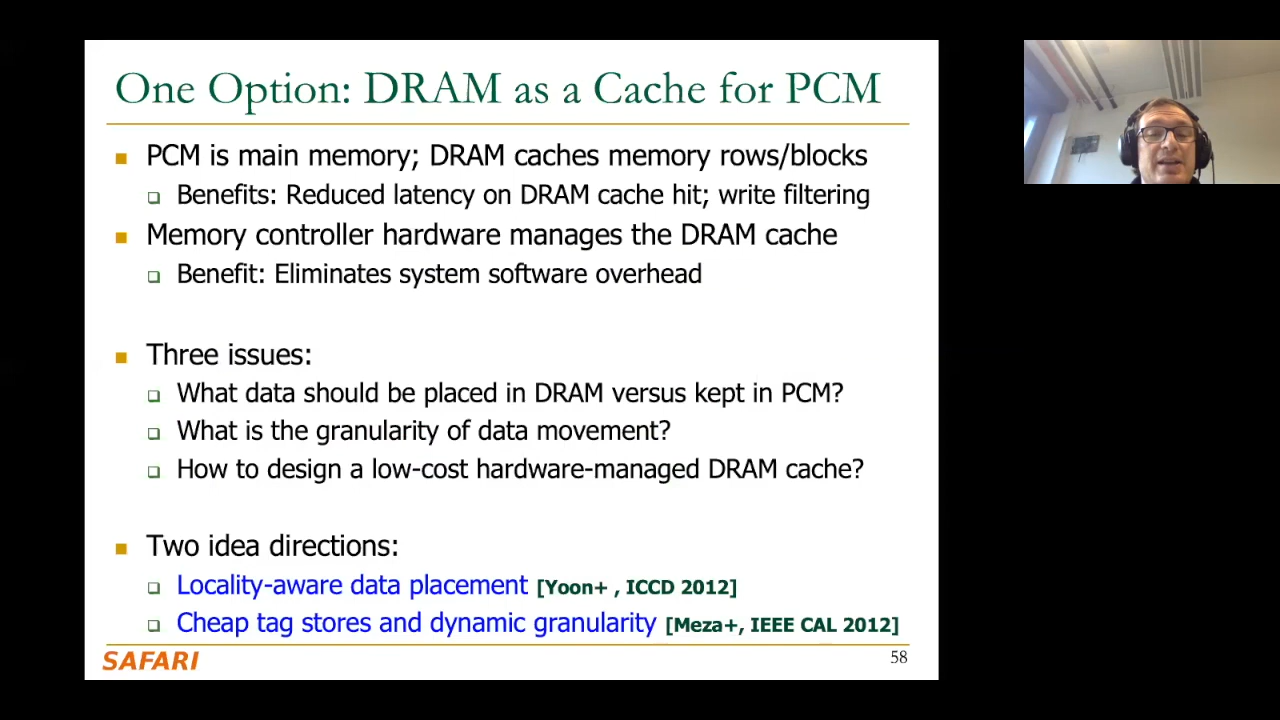 One Option: DRAM as a Cache for PCM
PCM is main memory; DRAM caches memory rows/blocks
Benefits: Reduced latency on DRAM cache hit; write filtering
Memory controller hardware manages the DRAM cache
Benefit: Eliminates system software overhead
Three issues:
What data should be placed in DRAM versus kept in PCM?
What is the granularity of data movement?
How to design a low-cost hardware-managed DRAM cache?
Two idea directions:
Locality-aware data placement [Yoon+ , ICCD 2012]
Cheap tag stores and dynamic granularity [Meza+, IEEE CAL 2012]
SAFARI
58